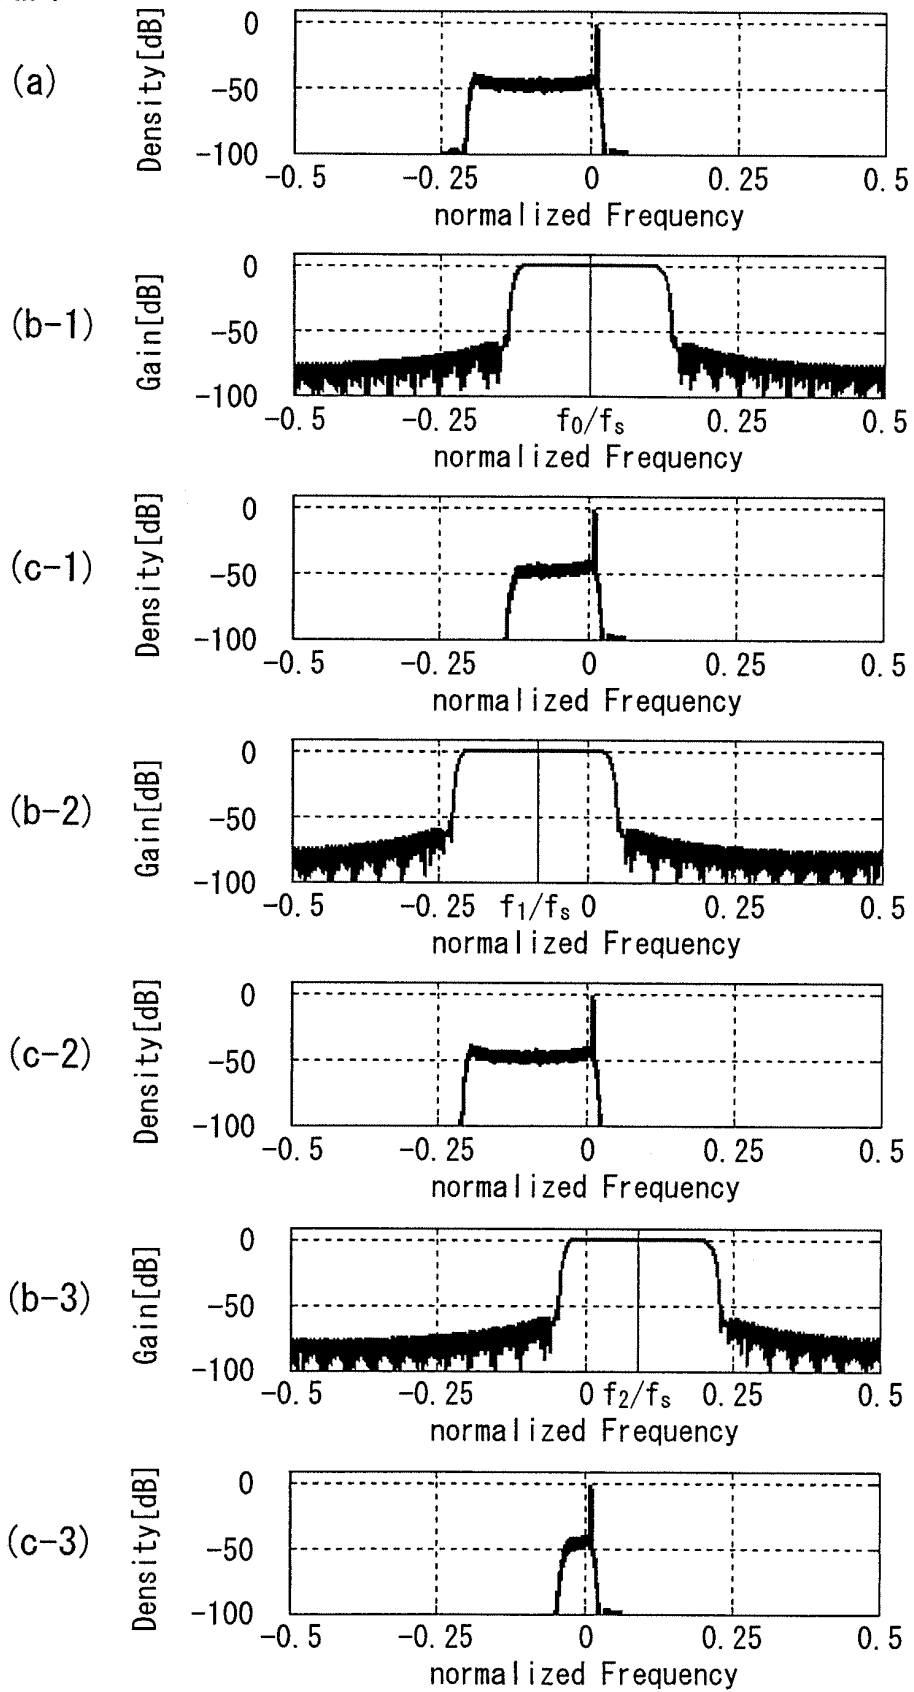 (a)
Density[dB]
0
-50
-100
-0.5 -0.25 0 0.25 0.5
normalized Frequency
(b-1)
Gain[dB]
0
-50
-100
-0.5 -0.25 f0/fs 0.25 0.5
normalized Frequency
(c-1)
Density[dB]
0
-50
-100
-0.5 -0.25 0 0.25 0.5
normalized Frequency
(b-2)
Gain[dB]
0
-50
-100
-0.5 -0.25 f1/fs 0 0.25 0.5
normalized Frequency
(c-2)
Density[dB]
0
-50
-100
-0.5 -0.25 0 0.25 0.5
normalized Frequency
(b-3)
Gain[dB]
0
-50
-100
-0.5 -0.25 0 f2/fs 0.25 0.5
normalized Frequency
(c-3)
Density[dB]
0
-50
-100
-0.5 -0.25 0 0.25 0.5
normalized Frequency